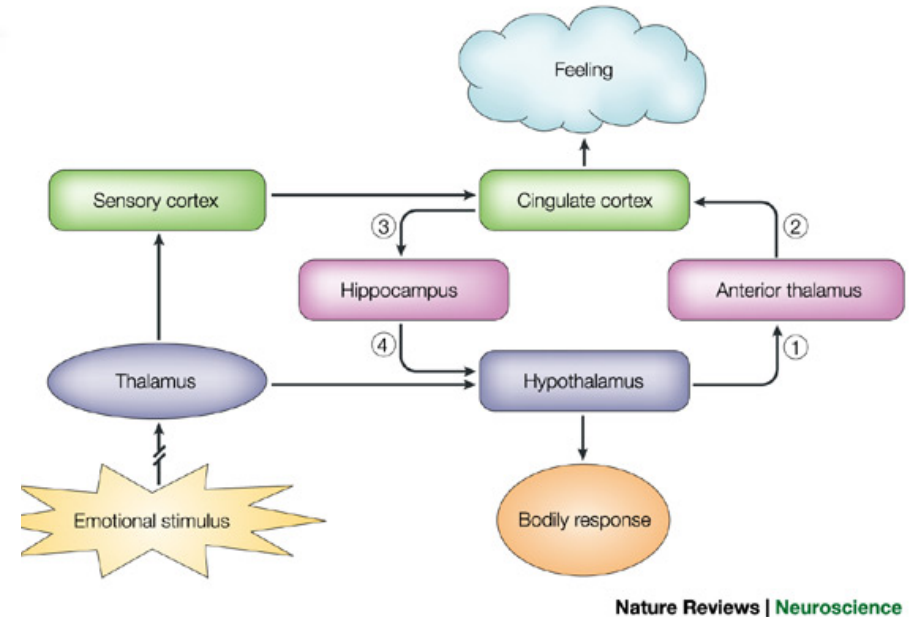 Feeling
Sensory cortex
Cingulate cortex
③
②
Hippocampus
Anterior thalamus
④
①
Thalamus
Hypothalamus
Emotional stimulus
Bodily response
Nature Reviews | Neuroscience